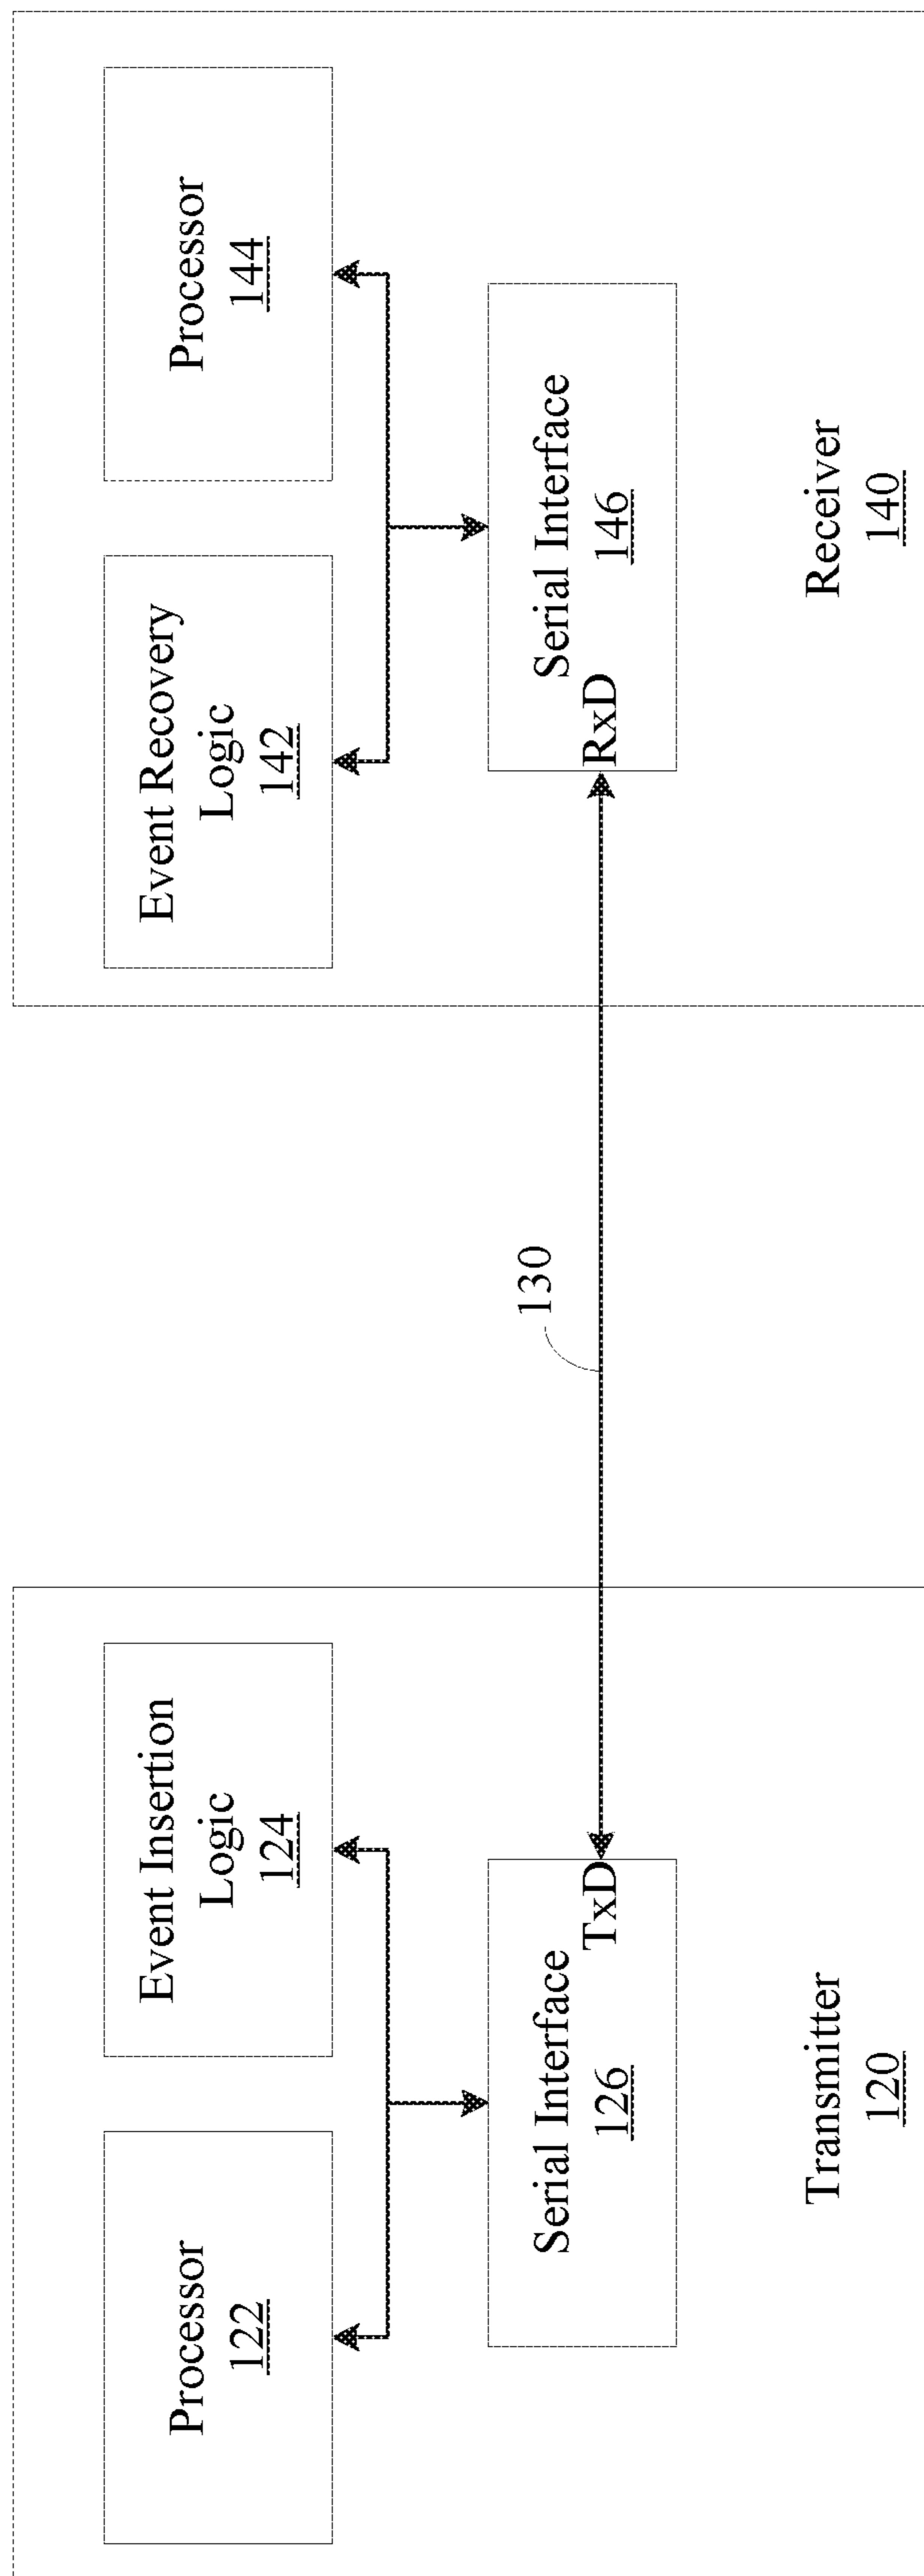 Processor
122
Event Insertion
Logic
124
Serial Interface
126
TxD
Transmitter
120
130
Event Recovery
Logic
142
Processor
144
Serial Interface
146
RxD
Receiver
140